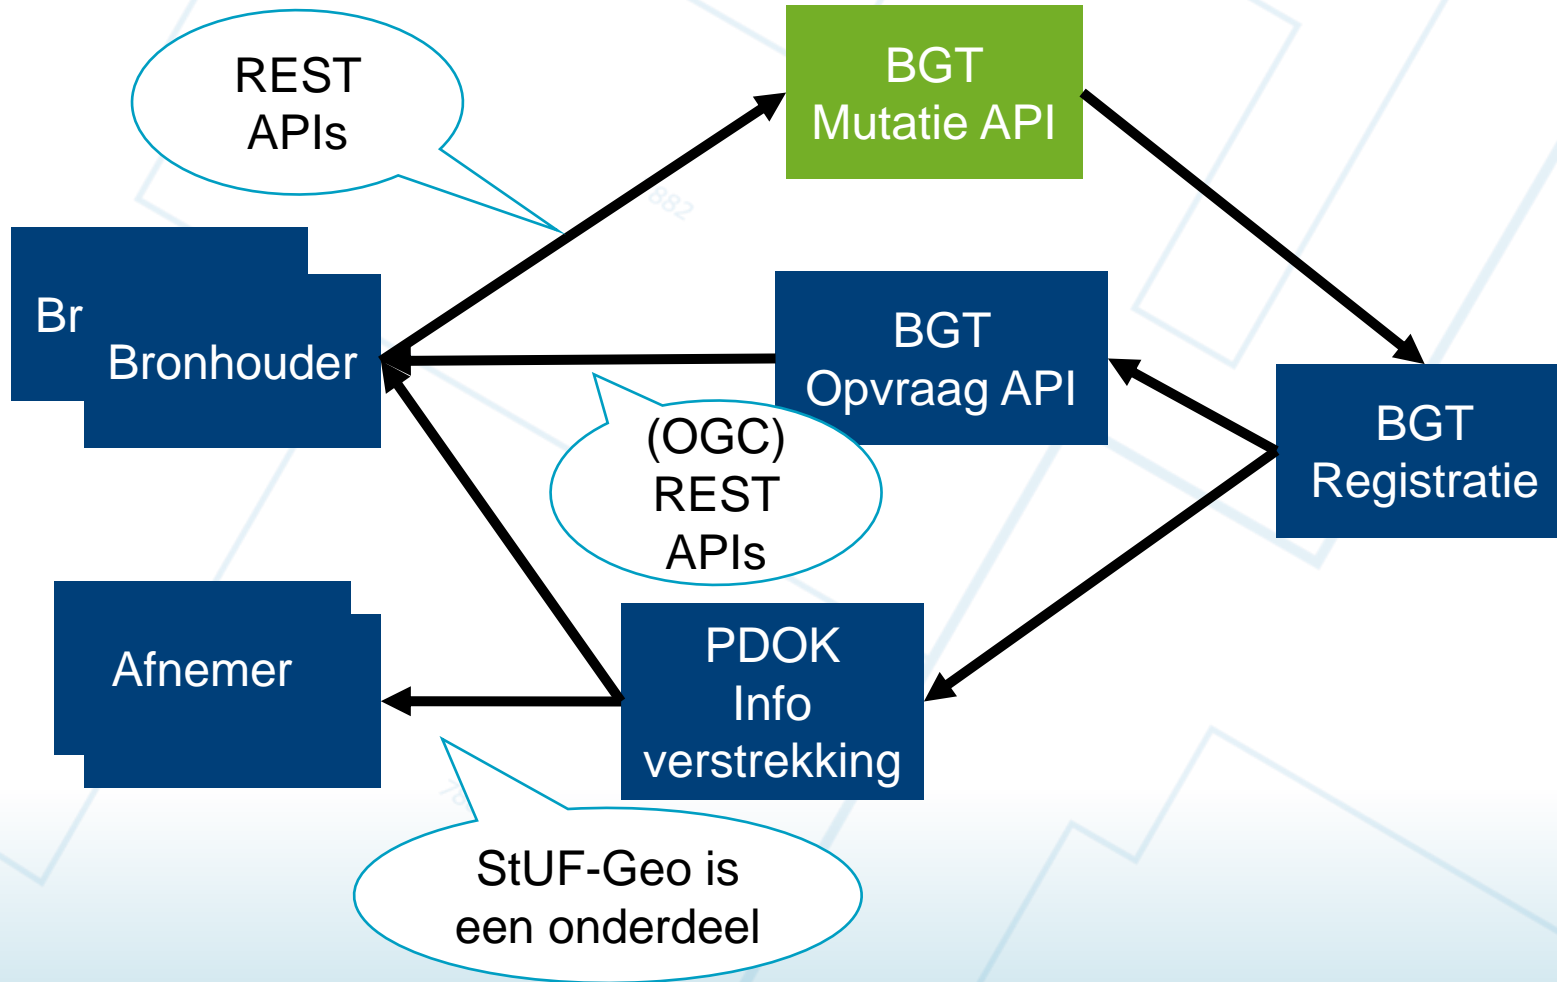 REST
APIs
BGT
Mutatie API
882
Br
Bronhouder
BGT
Opvraag API
(OGC)
REST
APIs
BGT
Registratie
Afnemer
PDOK
Info
verstrekking
StUF-Geo is
een onderdeel